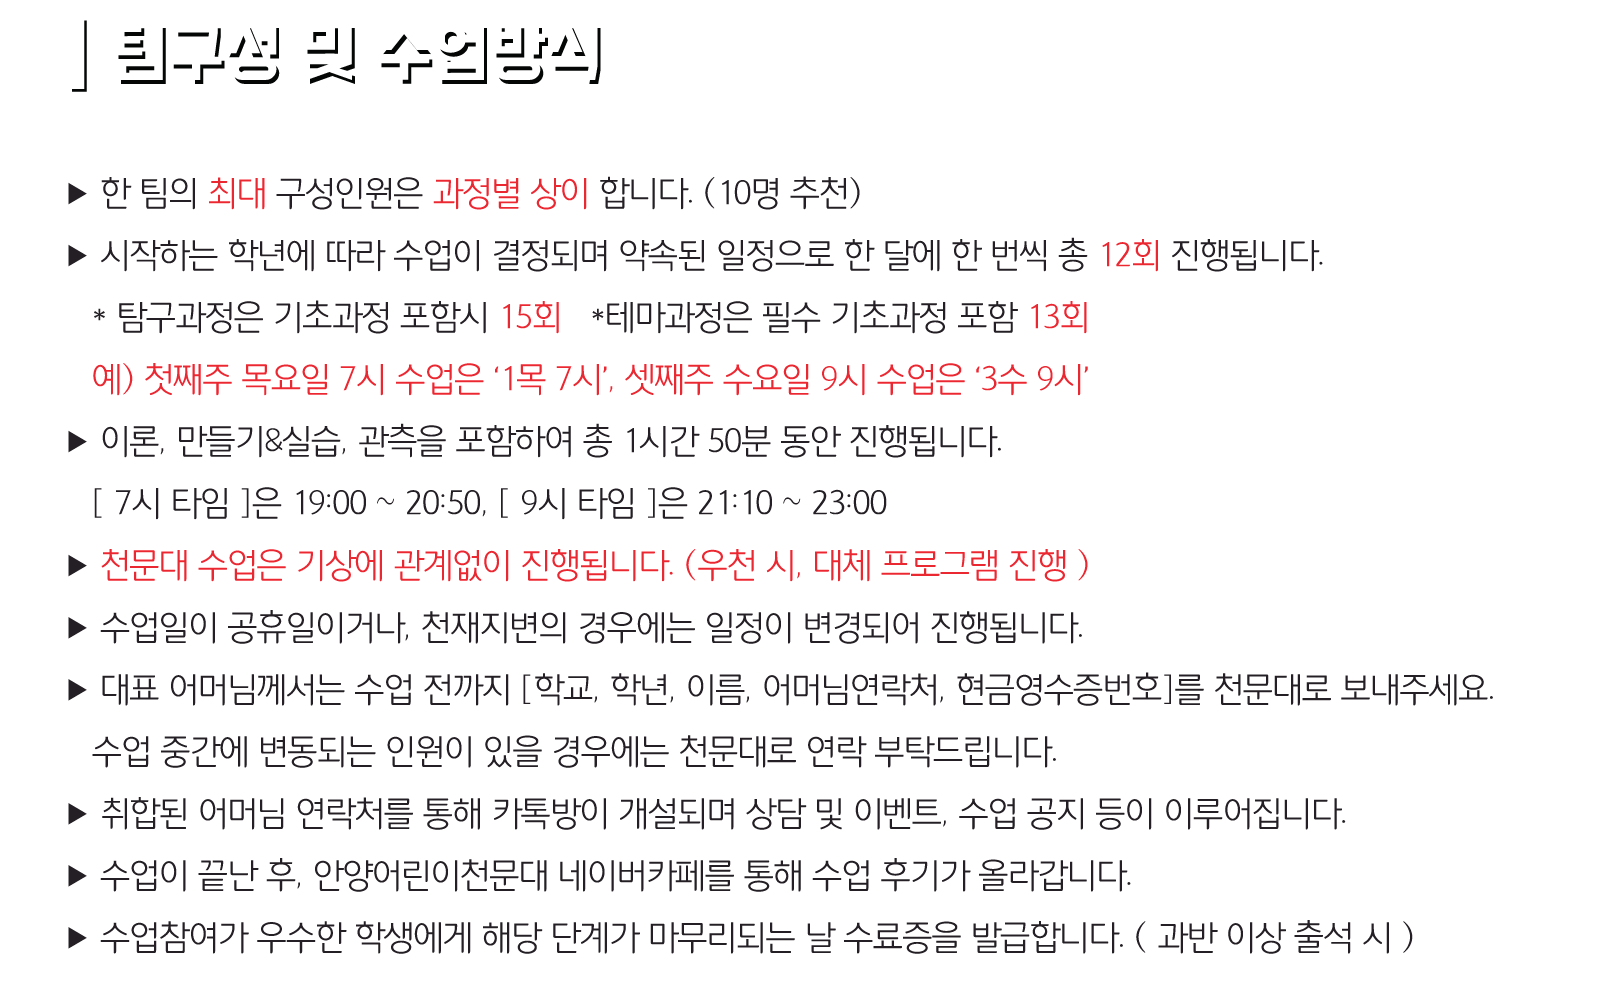 팀구성 및 수업방식
▶ 한 팀의 최대 구성인원은 과정별 상이 합니다. (10명 추천)
▶ 시작하는 학년에 따라 수업이 결정되며 약속된 일정으로 한 달에 한 번씩 총 12회 진행됩니다.
* 탐구과정은 기초과정 포함시 15회 *테마과정은 필수 기초과정 포함 13회
예) 첫째주 목요일 7시 수업은 ‘1목 7시’, 셋째주 수요일 9시 수업은 ‘3수 9시’
▶ 이론, 만들기&실습, 관측을 포함하여 총 1시간 50분 동안 진행됩니다.
[ 7시 타임 ]은 19:00 ~ 20:50, [ 9시 타임 ]은 21:10 ~ 23:00
▶ 천문대 수업은 기상에 관계없이 진행됩니다. (우천 시, 대체 프로그램 진행 )
▶ 수업일이 공휴일이거나, 천재지변의 경우에는 일정이 변경되어 진행됩니다.
▶ 대표 어머님께서는 수업 전까지 [학교, 학년, 이름, 어머님연락처, 현금영수증번호]를 천문대로 보내주세요.
수업 중간에 변동되는 인원이 있을 경우에는 천문대로 연락 부탁드립니다.
▶ 취합된 어머님 연락처를 통해 카톡방이 개설되며 상담 및 이벤트, 수업 공지 등이 이루어집니다.
▶ 수업이 끝난 후, 안양어린이천문대 네이버카페를 통해 수업 후기가 올라갑니다.
▶ 수업참여가 우수한 학생에게 해당 단계가 마무리되는 날 수료증을 발급합니다. ( 과반 이상 출석 시 )